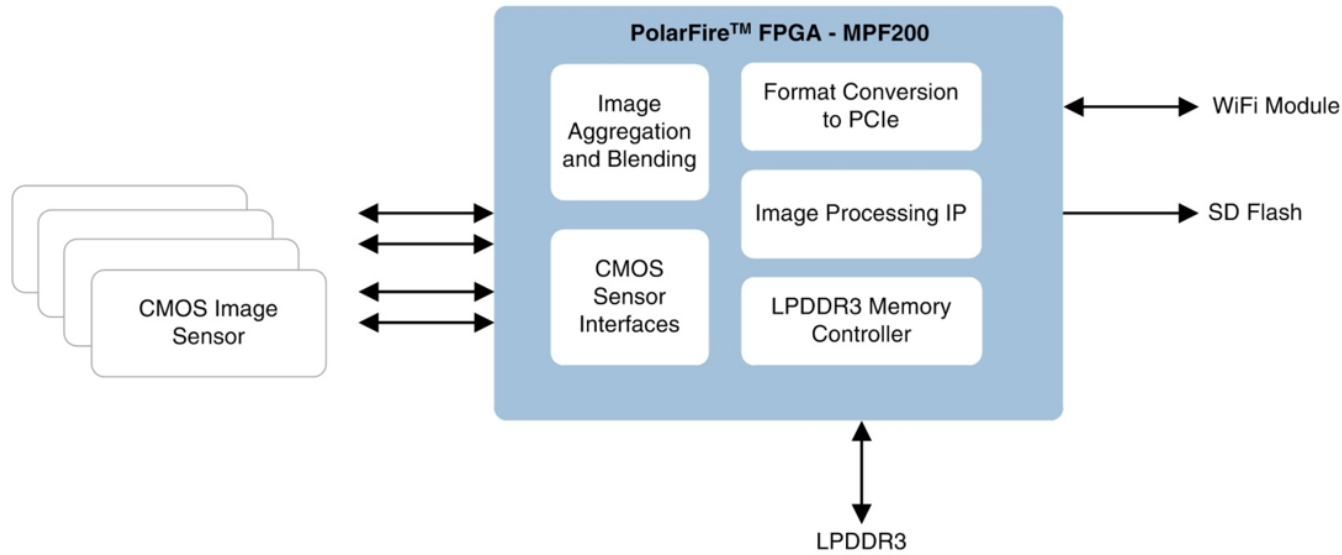 PolarFire™ FPGA - MPF200
Image
Aggregation
and Blending
Format Conversion
to PCIe
WiFi Module
Image Processing IP
SD Flash
CMOS Image
Sensor
CMOS
Sensor
Interfaces
LPDDR3 Memory
Controller
LPDDR3